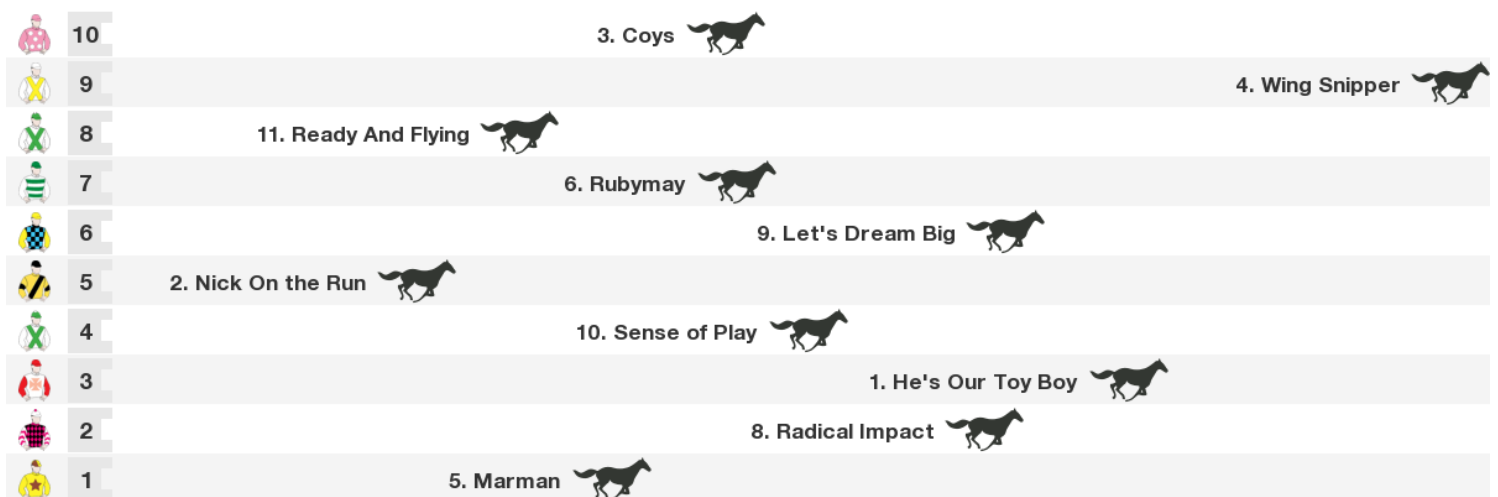 10 3. Coys
9 4. Wing Snipper
8 11. Ready And Flying
7 6. Rubymay
6 9. Let's Dream Big
5 2. Nick On the Run
4 10. Sense of Play
3 1. He's Our Toy Boy
2 8. Radical Impact
1 5. Marman